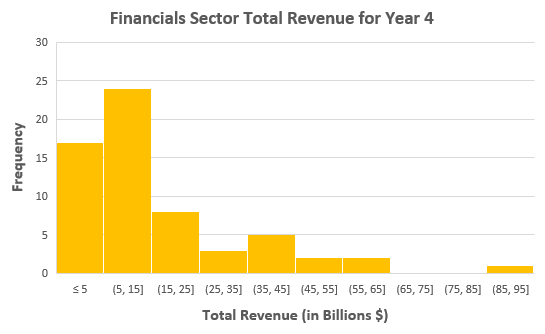 Financials Sector Total Revenue for Year 4
30
25
20
15
10
5
0
Frequency
≤ 5 (5, 15] (15, 25] (25, 35] (35, 45] (45, 55] (55, 65] (65, 75] (75, 85] (85, 95]
Total Revenue (in Billions $)